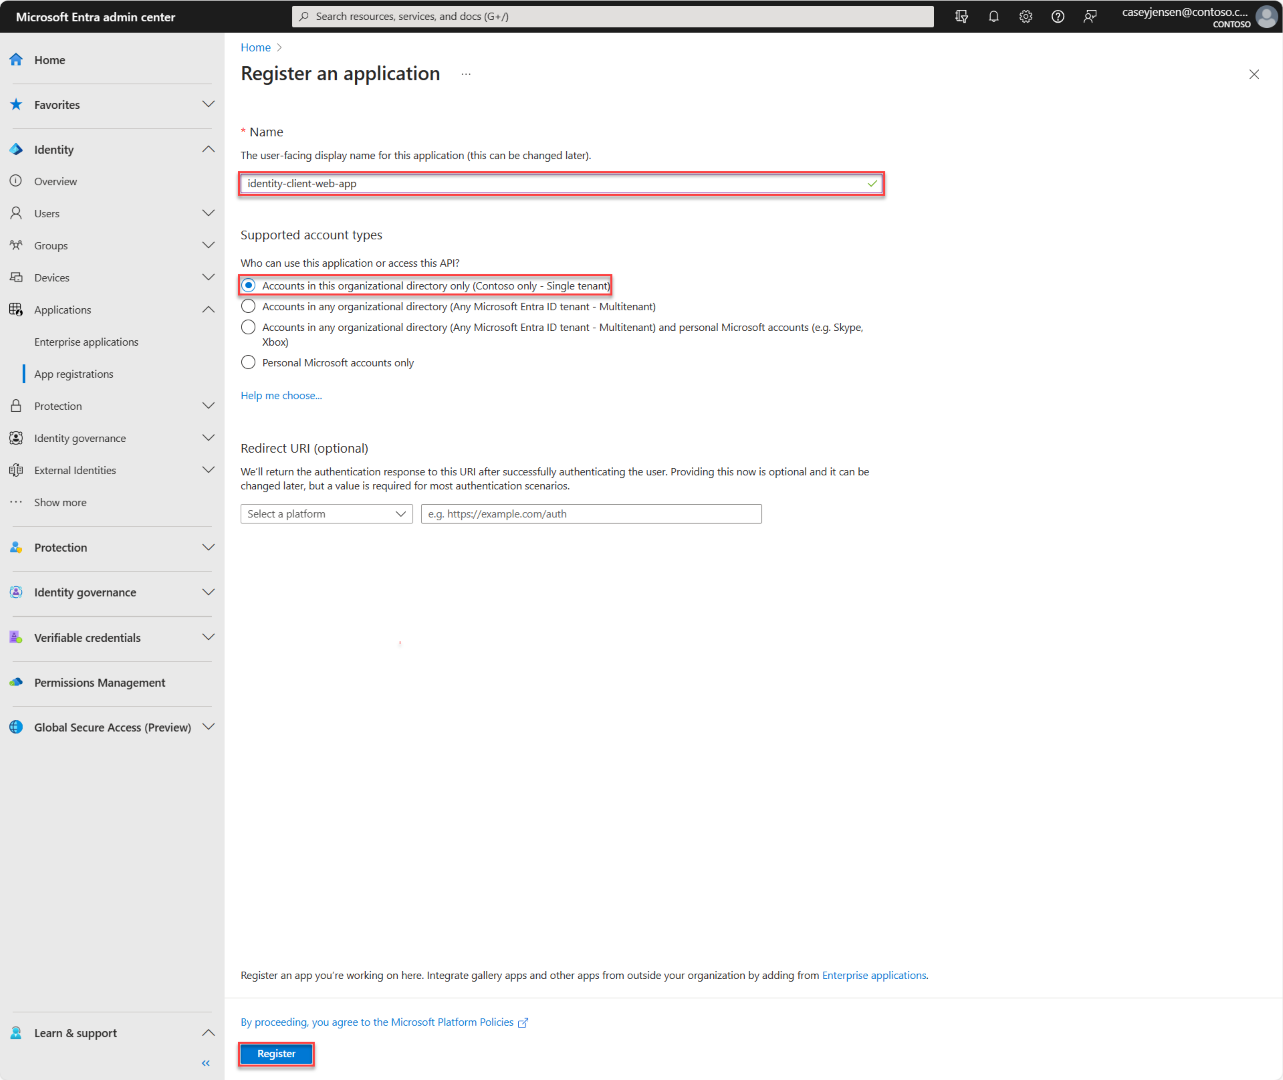 Microsoft Entra admin center
Search resources, services, and docs (G+/)
caseyjensen@contoso.c...
CONTOSO
Home
Favorites
Identity
Overview
Users
Groups
Devices
Applications
Enterprise applications
App registrations
Protection
Identity governance
External Identities
Show more
Protection
Identity governance
Verifiable credentials
Permissions Management
Global Secure Access (Preview)
Learn & support
Home
Register an application
* Name
The user-facing display name for this application (this can be changed later).
identity-client-web-app
Supported account types
Who can use this application or access this API?
Accounts in this organizational directory only (Contoso only - Single tenant)
Accounts in any organizational directory (Any Microsoft Entra ID tenant - Multitenant)
Accounts in any organizational directory (Any Microsoft Entra ID tenant - Multitenant) and personal Microsoft accounts (e.g. Skype,
Xbox)
Personal Microsoft accounts only
Help me choose...
Redirect URI (optional)
We'll return the authentication response to this URI after successfully authenticating the user. Providing this now is optional and it can be
changed later, but a value is required for most authentication scenarios.
Select a platform
e.g. https://example.com/auth
Register an app you're working on here. Integrate gallery apps and other apps from outside your organization by adding from Enterprise applications.
By proceeding, you agree to the Microsoft Platform Policies
Register